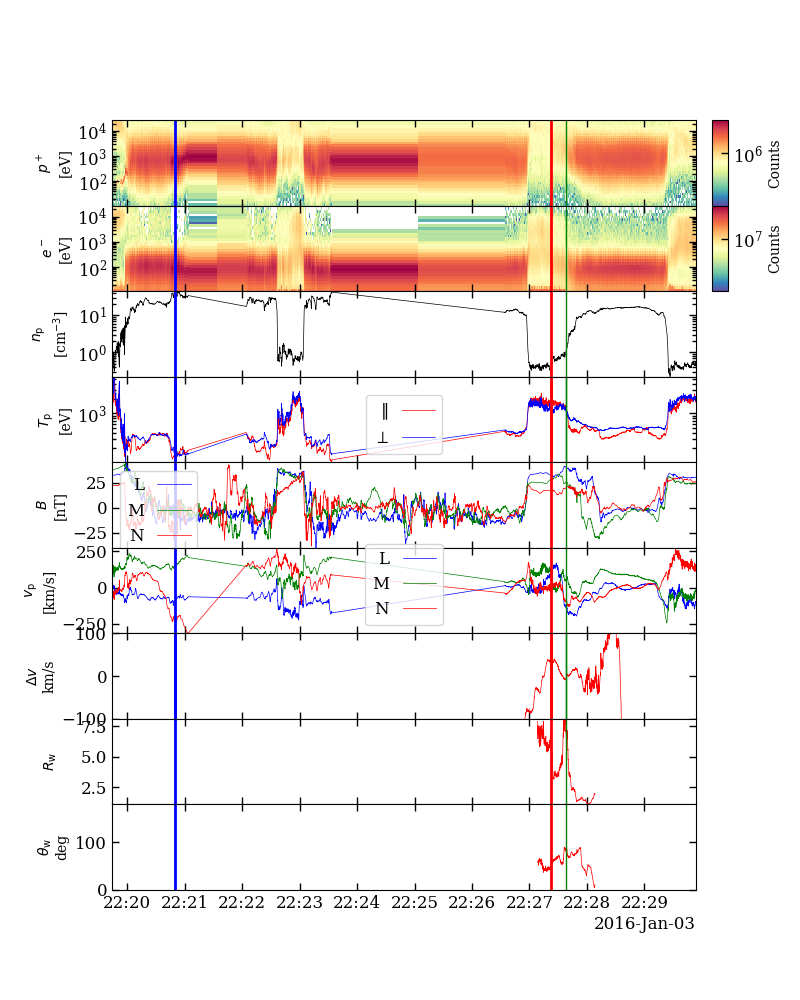 10⁴
10³
10²
p⁺
[eV]
10⁶
Counts
10⁴
10³
10²
e⁻
[eV]
10⁷
Counts
10¹
10⁰
nₚ
[cm⁻³]
10³
Tₚ
[eV]
∥
⊥
25
0
−25
B
[nT]
L
M
N
250
0
−250
vₚ
[km/s]
L
M
N
100
0
−100
Δv
km/s
7.5
5.0
2.5
R_w
100
0
θ_w
deg
22:20 22:21 22:22 22:23 22:24 22:25 22:26 22:27 22:28 22:29
2016-Jan-03